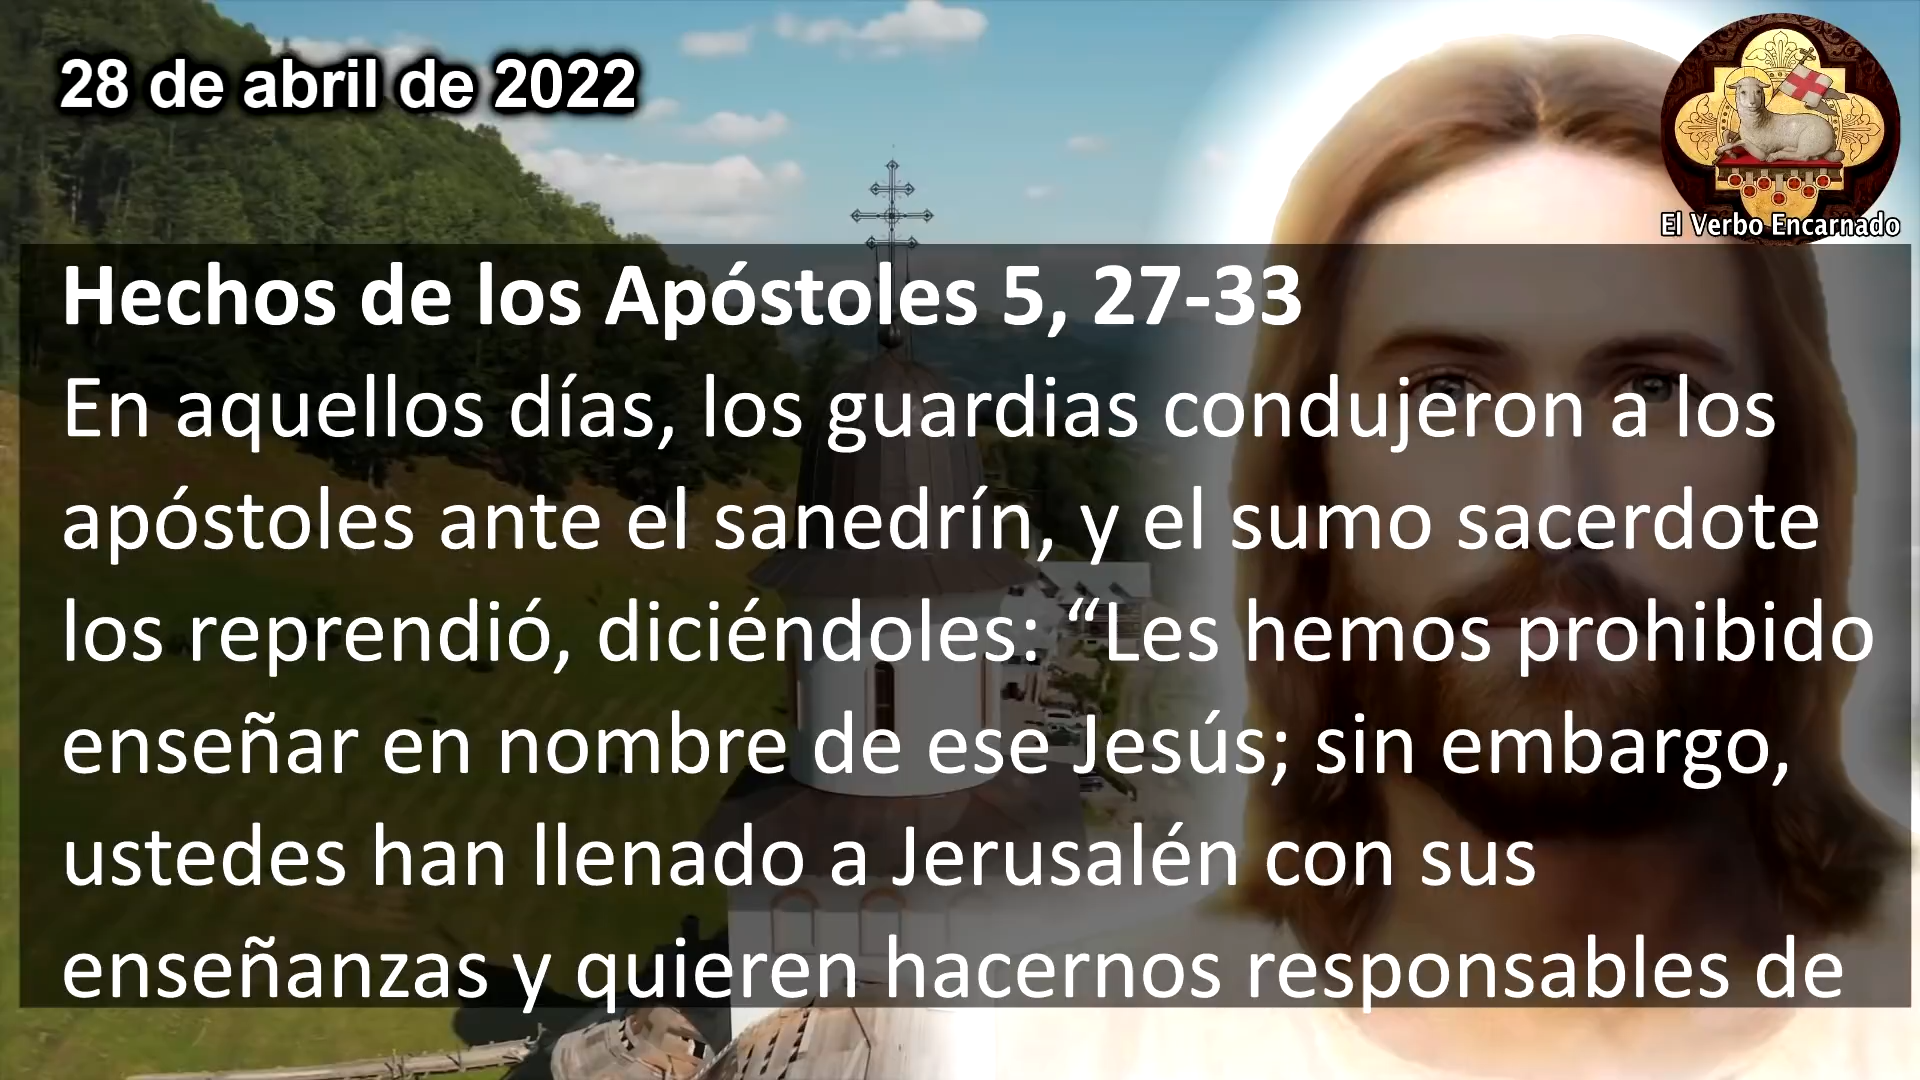 28 de abril de 2022
El Verbo Encarnado
Hechos de los Apóstoles 5, 27-33
En aquellos días, los guardias condujeron a los
apóstoles ante el sanedrín, y el sumo sacerdote
los reprendió, diciéndoles: “Les hemos prohibido
enseñar en nombre de ese Jesús; sin embargo,
ustedes han llenado a Jerusalén con sus
enseñanzas y quieren hacernos responsables de